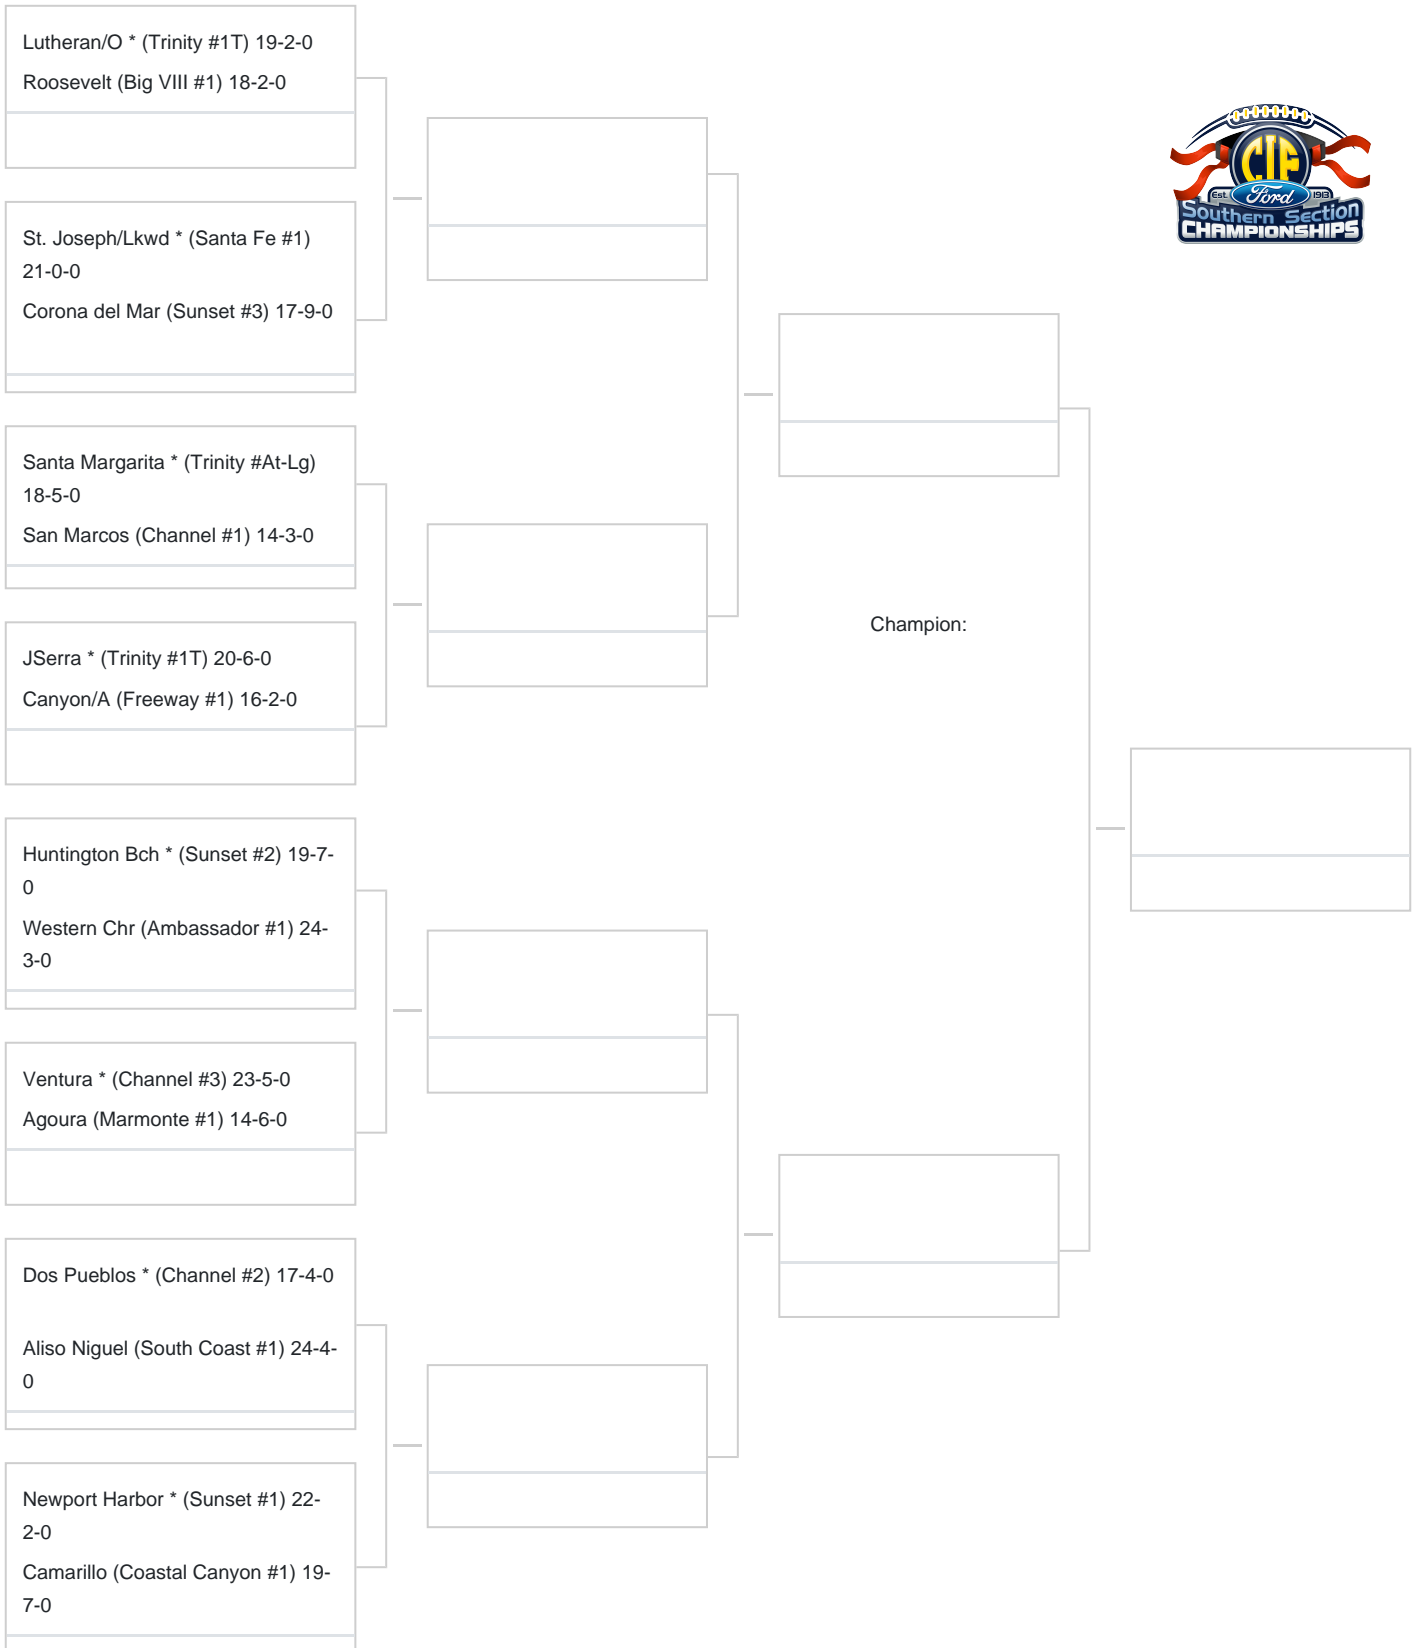 Lutheran/O * (Trinity #1T) 19-2-0
Roosevelt (Big VIII #1) 18-2-0
St. Joseph/Lkwd * (Santa Fe #1)
21-0-0
Corona del Mar (Sunset #3) 17-9-0
Santa Margarita * (Trinity #At-Lg)
18-5-0
San Marcos (Channel #1) 14-3-0
JSerra * (Trinity #1T) 20-6-0
Canyon/A (Freeway #1) 16-2-0
Huntington Bch * (Sunset #2) 19-7-
0
Western Chr (Ambassador #1) 24-
3-0
Ventura * (Channel #3) 23-5-0
Agoura (Marmonte #1) 14-6-0
Dos Pueblos * (Channel #2) 17-4-0
Aliso Niguel (South Coast #1) 24-4-
0
Newport Harbor * (Sunset #1) 22-
2-0
Camarillo (Coastal Canyon #1) 19-
7-0
CIF
Est. Ford 1913
Southern Section
CHAMPIONSHIPS
Champion: